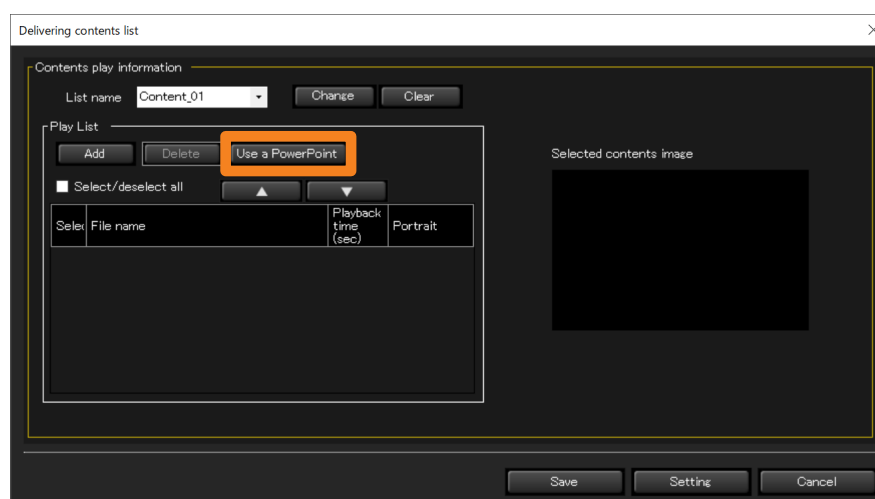 Delivering contents list
Contents play information
List name Content_01 Change Clear
Play List
Add Delete Use a PowerPoint
Selected contents image
Select/deselect all ▲ ▼
Selec File name Playback time (sec) Portrait
Save Setting Cancel